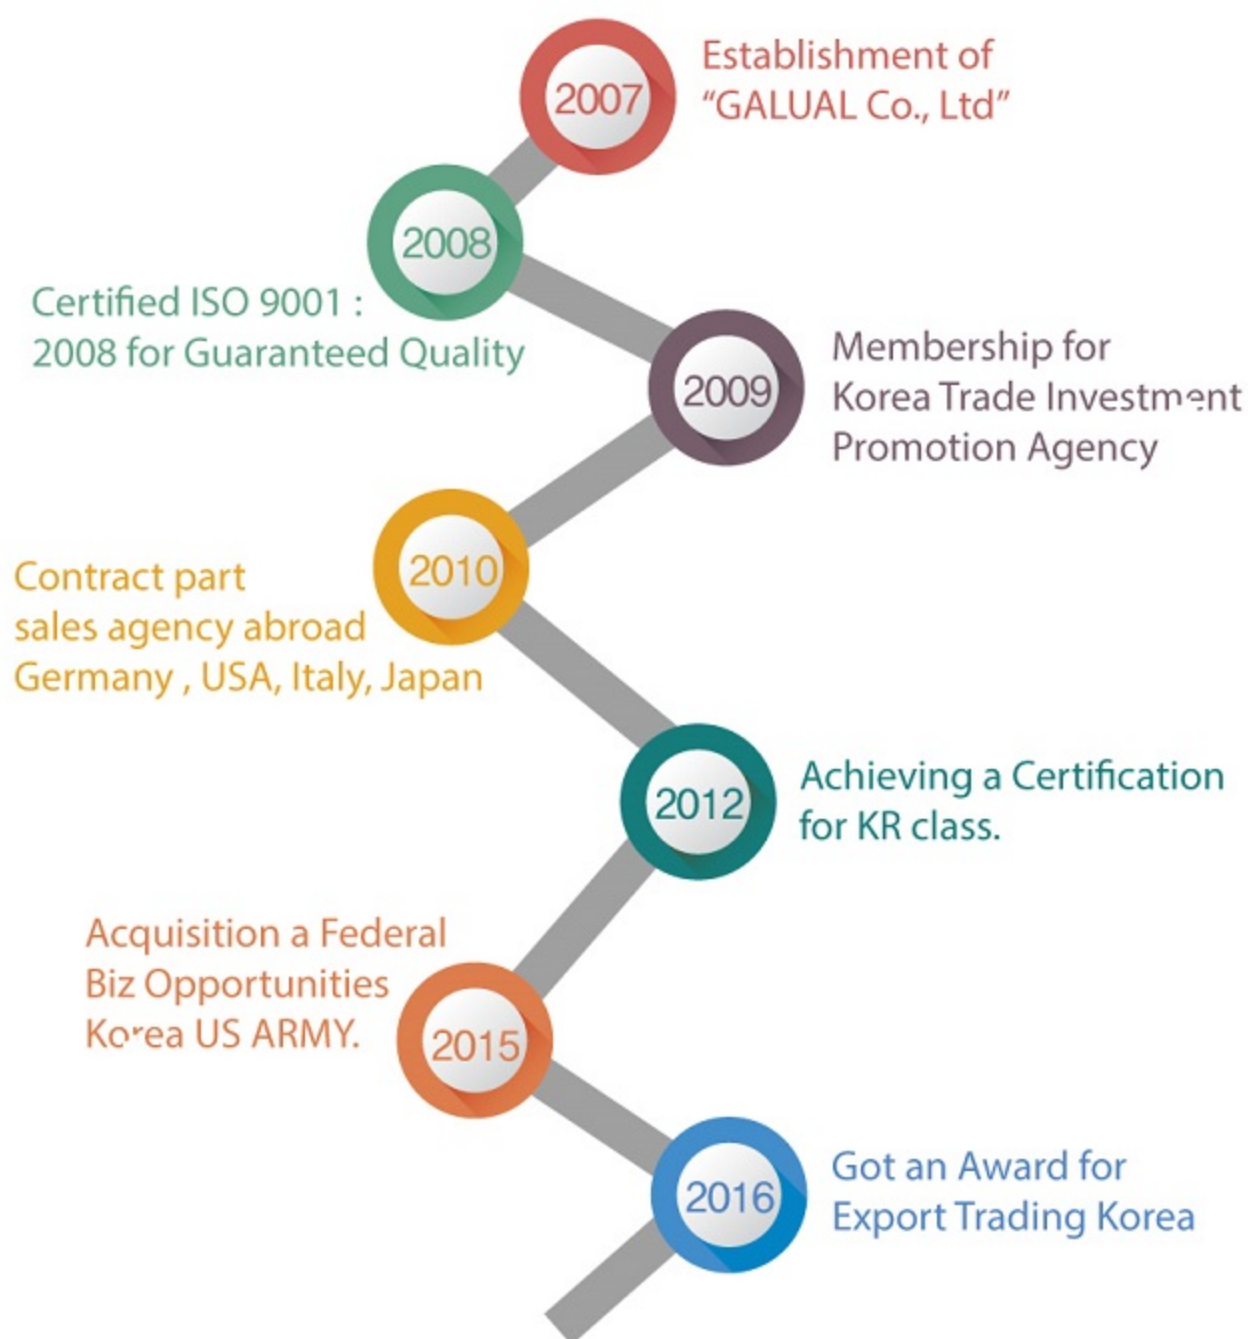 2007
Establishment of
“GALUAL Co., Ltd”
2008
Certified ISO 9001 :
2008 for Guaranteed Quality
2009
Membership for
Korea Trade Investment
Promotion Agency
2010
Contract part
sales agency abroad
Germany , USA, Italy, Japan
2012
Achieving a Certification
for KR class.
2015
Acquisition a Federal
Biz Opportunities
Korea US ARMY.
2016
Got an Award for
Export Trading Korea